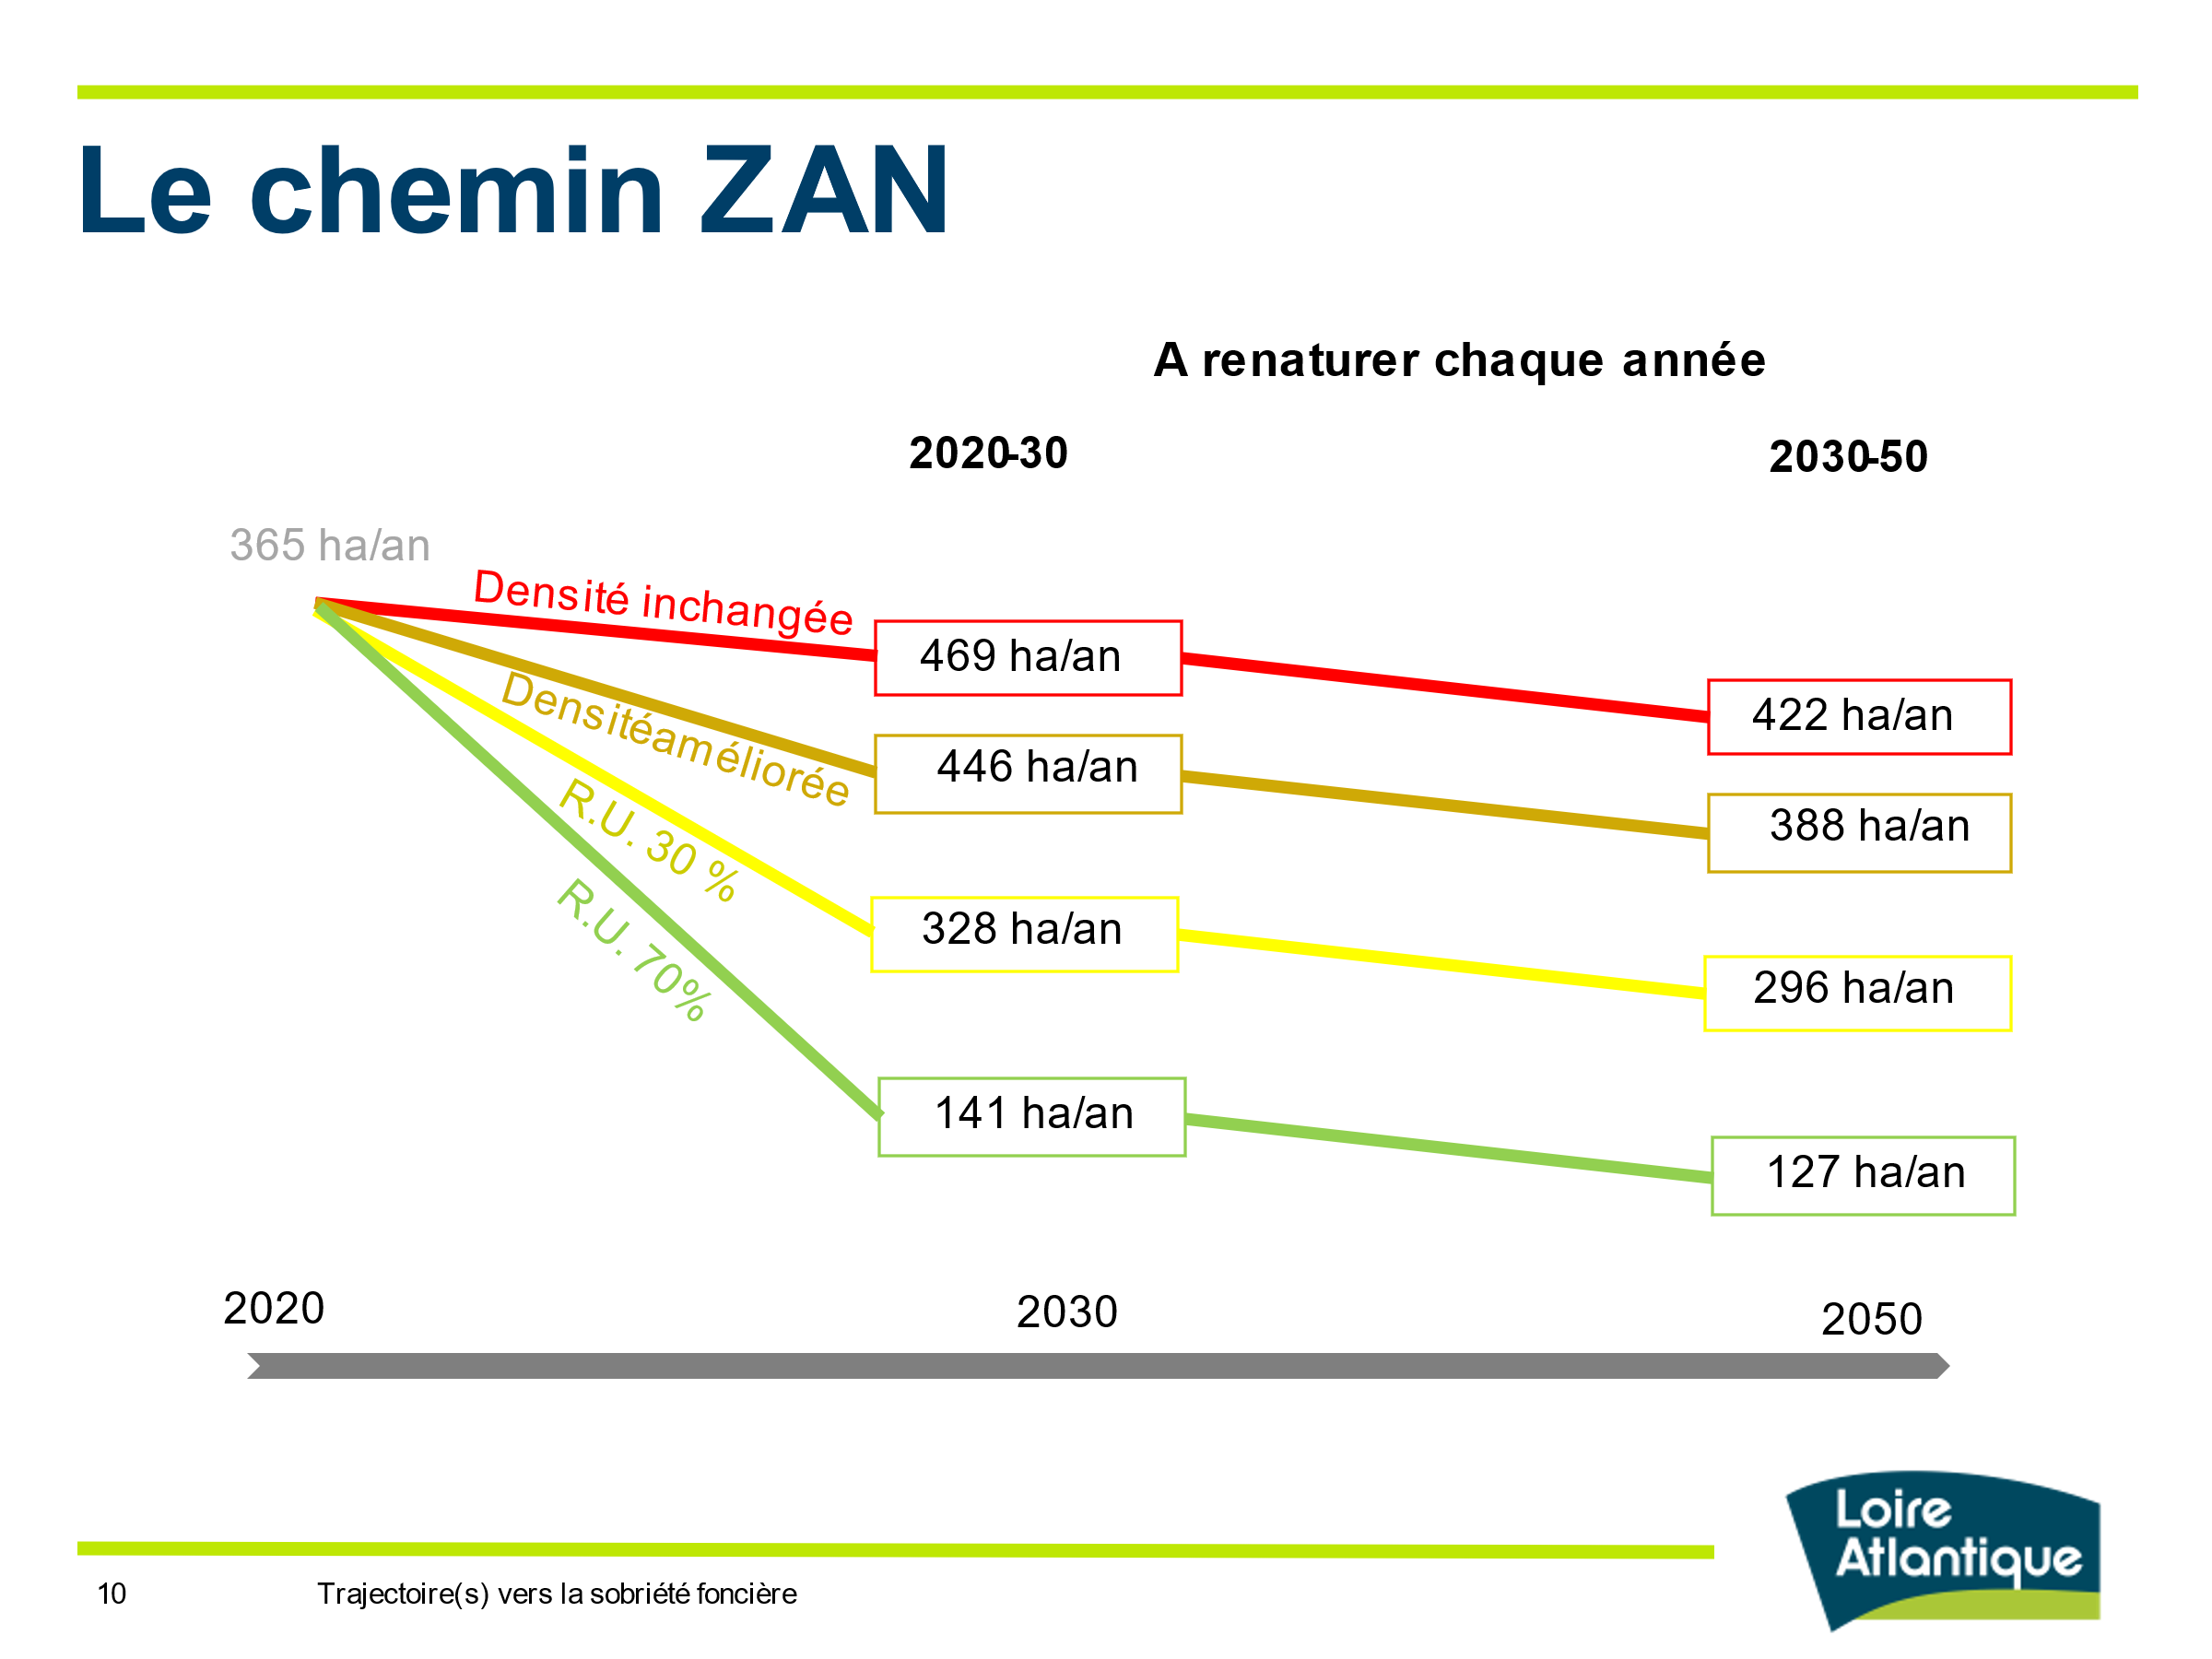 Le chemin ZAN
A renaturer chaque année
2020-30
2030-50
365 ha/an
Densité inchangée
469 ha/an
422 ha/an
Densitéaméliorée
446 ha/an
388 ha/an
R.U. 30 %
328 ha/an
296 ha/an
R.U. 70%
141 ha/an
127 ha/an
2020
2030
2050
Loire
Atlantique
10
Trajectoire(s) vers la sobriété foncière